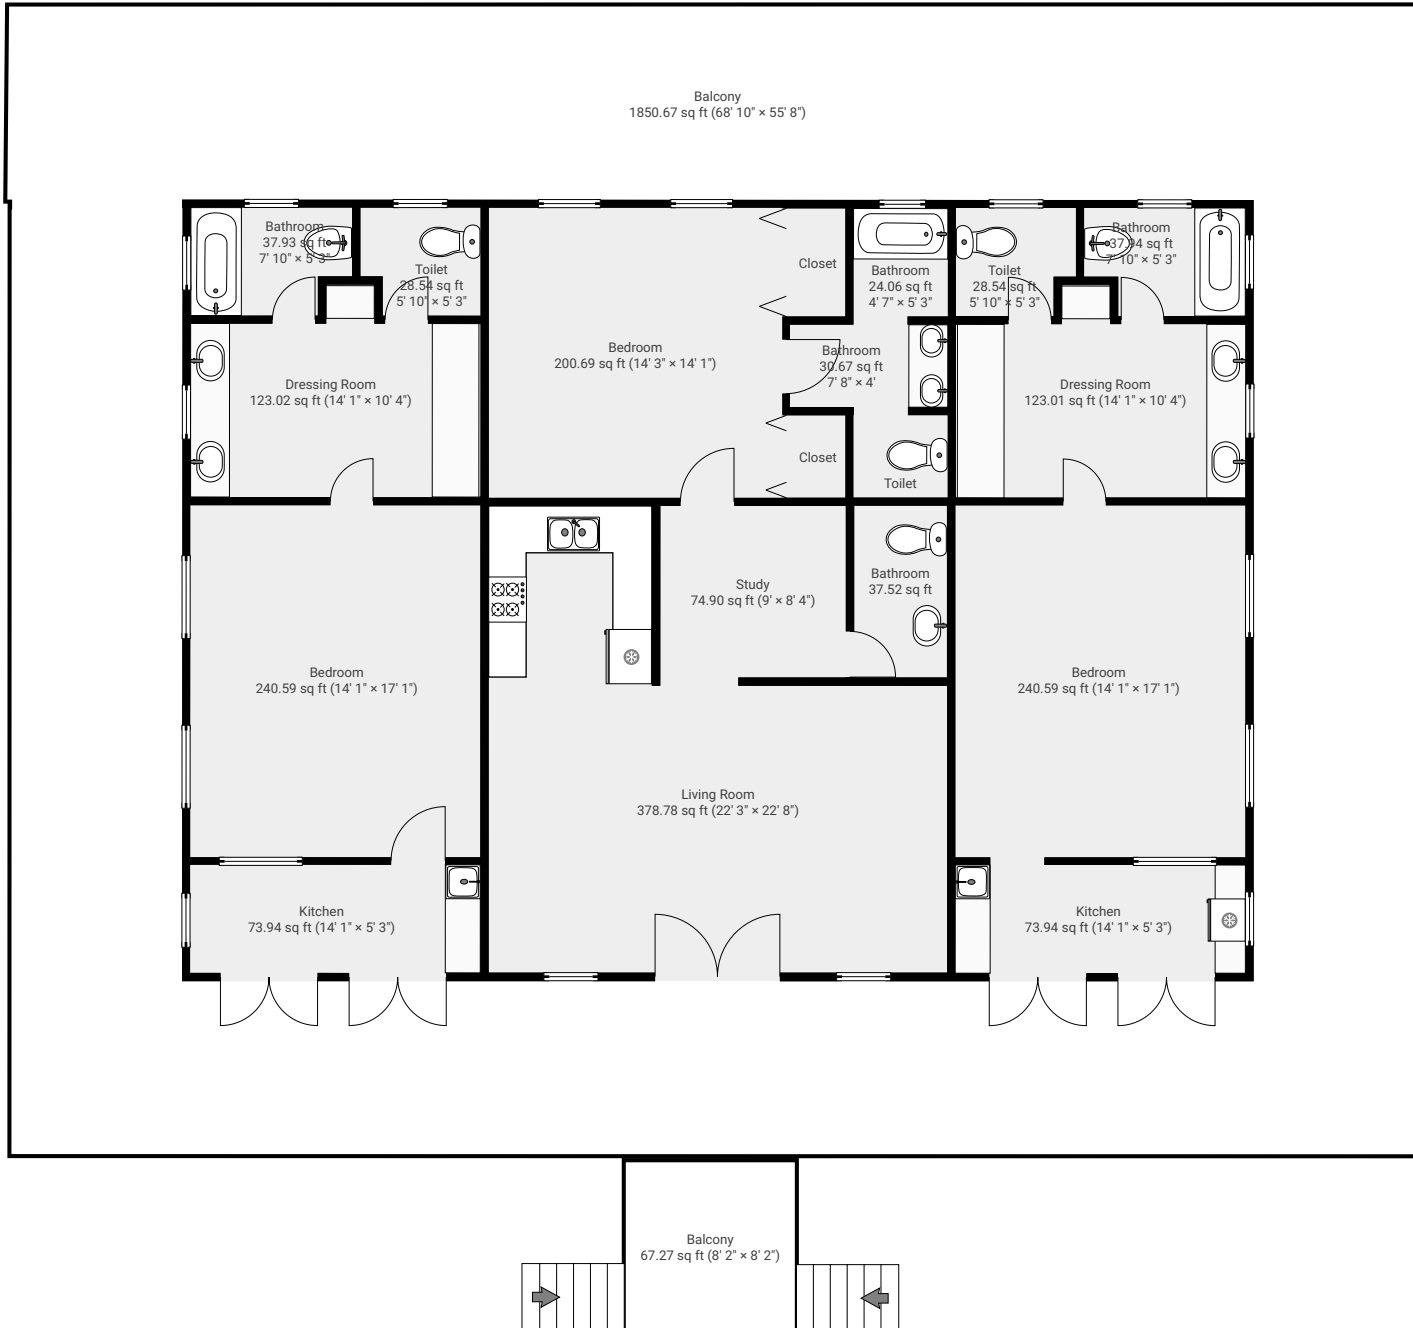 Balcony
1850.67 sq ft (68' 10" × 55' 8")
Bathroom
37.93 sq ft
7' 10" × 5' 3"
Toilet
28.54 sq ft
5' 10" × 5' 3"
Closet
Bathroom
24.06 sq ft
4' 7" × 5' 3"
Toilet
28.54 sq ft
5' 10" × 5' 3"
Bathroom
37.94 sq ft
7' 10" × 5' 3"
Bedroom
200.69 sq ft (14' 3" × 14' 1")
Bathroom
30.67 sq ft
7' 8" × 4'
Dressing Room
123.02 sq ft (14' 1" × 10' 4")
Dressing Room
123.01 sq ft (14' 1" × 10' 4")
Closet
Toilet
Study
74.90 sq ft (9' × 8' 4")
Bathroom
37.52 sq ft
Bedroom
240.59 sq ft (14' 1" × 17' 1")
Bedroom
240.59 sq ft (14' 1" × 17' 1")
Living Room
378.78 sq ft (22' 3" × 22' 8")
Kitchen
73.94 sq ft (14' 1" × 5' 3")
Kitchen
73.94 sq ft (14' 1" × 5' 3")
Balcony
67.27 sq ft (8' 2" × 8' 2")